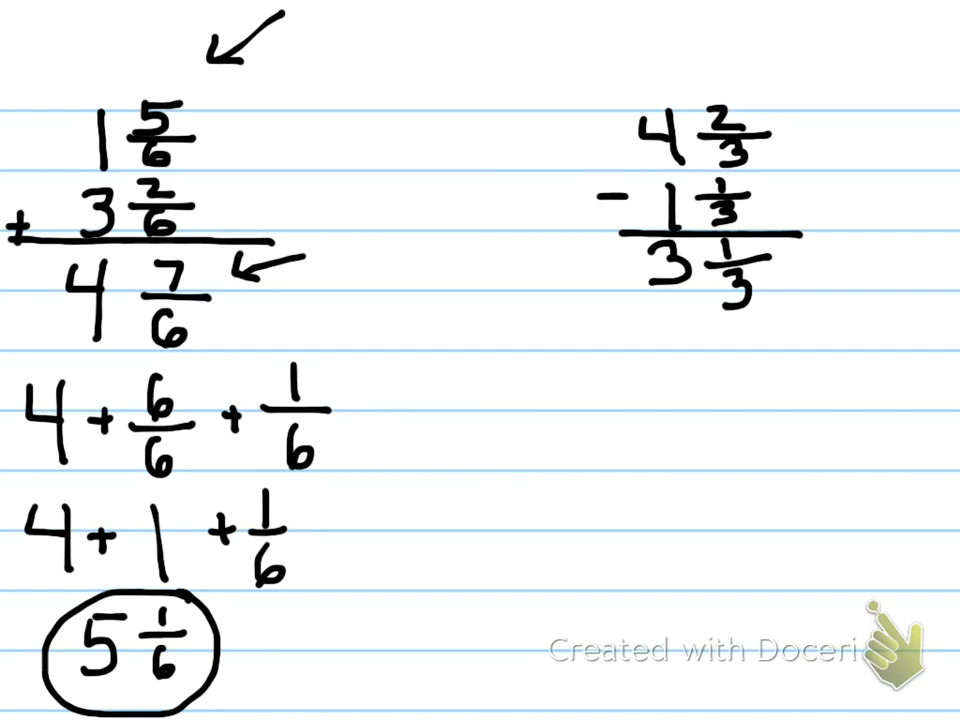 1 5/6
+ 3 2/6
4 7/6
4 + 6/6 + 1/6
4 + 1 + 1/6
5 1/6
4 2/3
- 1 1/3
3 1/3
Created with Doceri